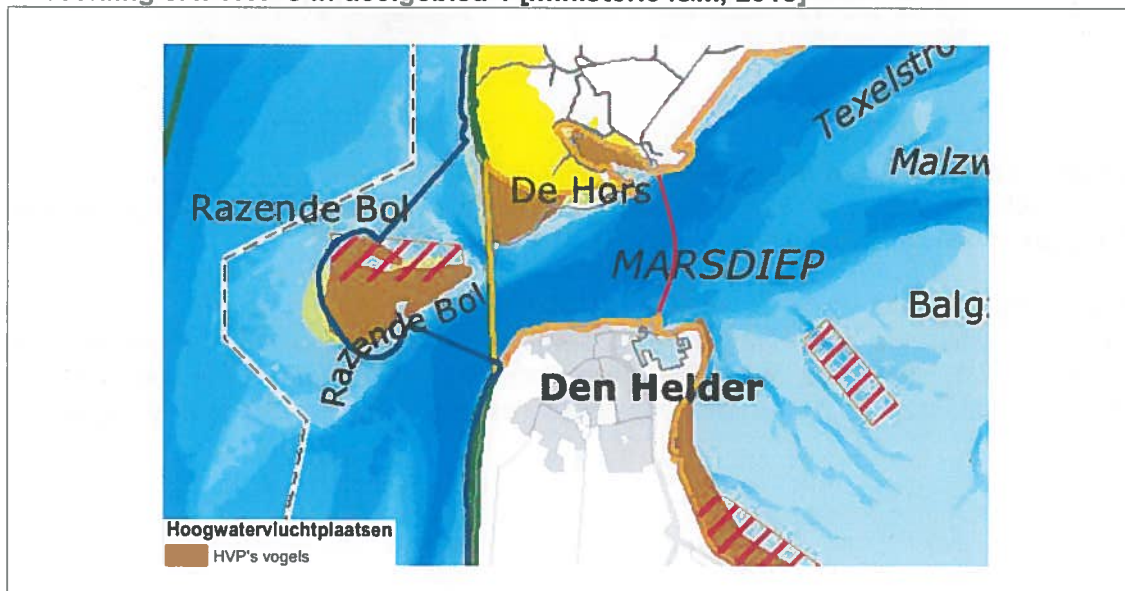 Razende Bol
De Hors
Texelstro
Malzw
MARSDIEP
Razende Bol
Balg
Den Helder
Hoogwatervluchtplaatsen
HVP's vogels